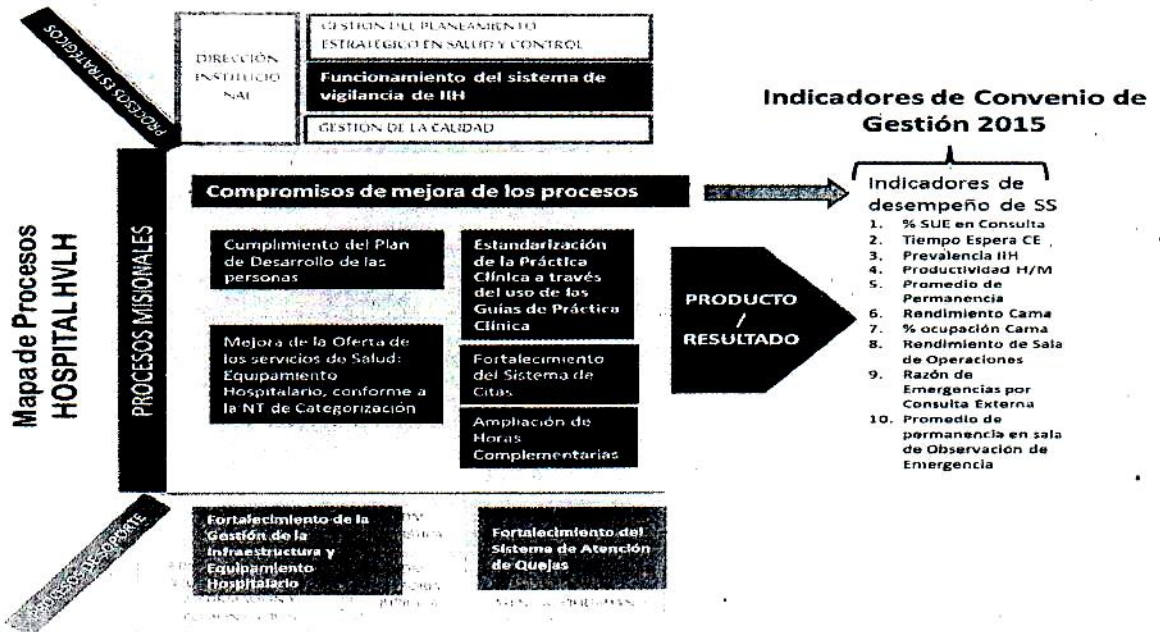 Mapa de Procesos
HOSPITAL HVLH
PROCESOS ESTRATÉGICOS
DIRECCIÓN
INSTITUCIO
NAL
GESTION DEL PLANEAMIENTO
ESTRATEGICO EN SALUD Y CONTROL
Funcionamiento del sistema de
vigilancia de IIH
GESTION DE LA CALIDAD
PROCESOS MISIONALES
Compromisos de mejora de los procesos
Cumplimiento del Plan
de Desarrollo de las
personas
Mejora de la Oferta de
los servicios de Salud:
Equipamiento
Hospitalario, conforme a
la NT de Categorización
Estandarización
de la Práctica
Clínica a través
del uso de las
Guías de Práctica
Clínica
Fortalecimiento
del Sistema de
Citas
Ampliación de
Horas
Complementarias
PRODUCTO
/
RESULTADO
Indicadores de Convenio de
Gestión 2015
Indicadores de
desempeño de SS
1. % SUE en Consulta
2. Tiempo Espera CE
3. Prevalencia IIH
4. Productividad H/M
5. Promedio de
Permanencia
6. Rendimiento Cama
7. % ocupación Cama
8. Rendimiento de Sala
de Operaciones
9. Razón de
Emergencias por
Consulta Externa
10. Promedio de
permanencia en sala
de Observación de
Emergencia
PROCESOS DE SOPORTE
Fortalecimiento de la
Gestión de la
Infraestructura y
Equipamiento
Hospitalario
Fortalecimiento del
Sistema de Atención
de Quejas